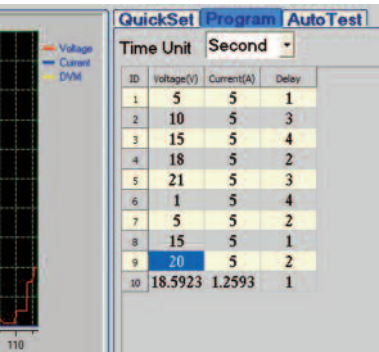 QuickSet Program AutoTest
Time Unit Second
Voltage
Current
DVM
ID Voltage(V) Current(A) Delay
1 5 5 1
2 10 5 3
3 15 5 4
4 18 5 2
5 21 5 3
6 1 5 4
7 5 5 2
8 15 5 1
9 20 5 2
10 18.5923 1.2593 1
110